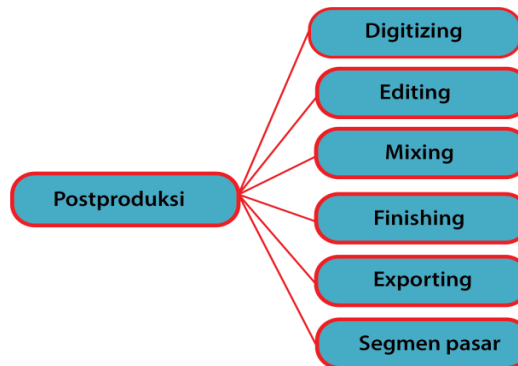 Digitizing
Editing
Mixing
Postproduksi
Finishing
Exporting
Segmen pasar